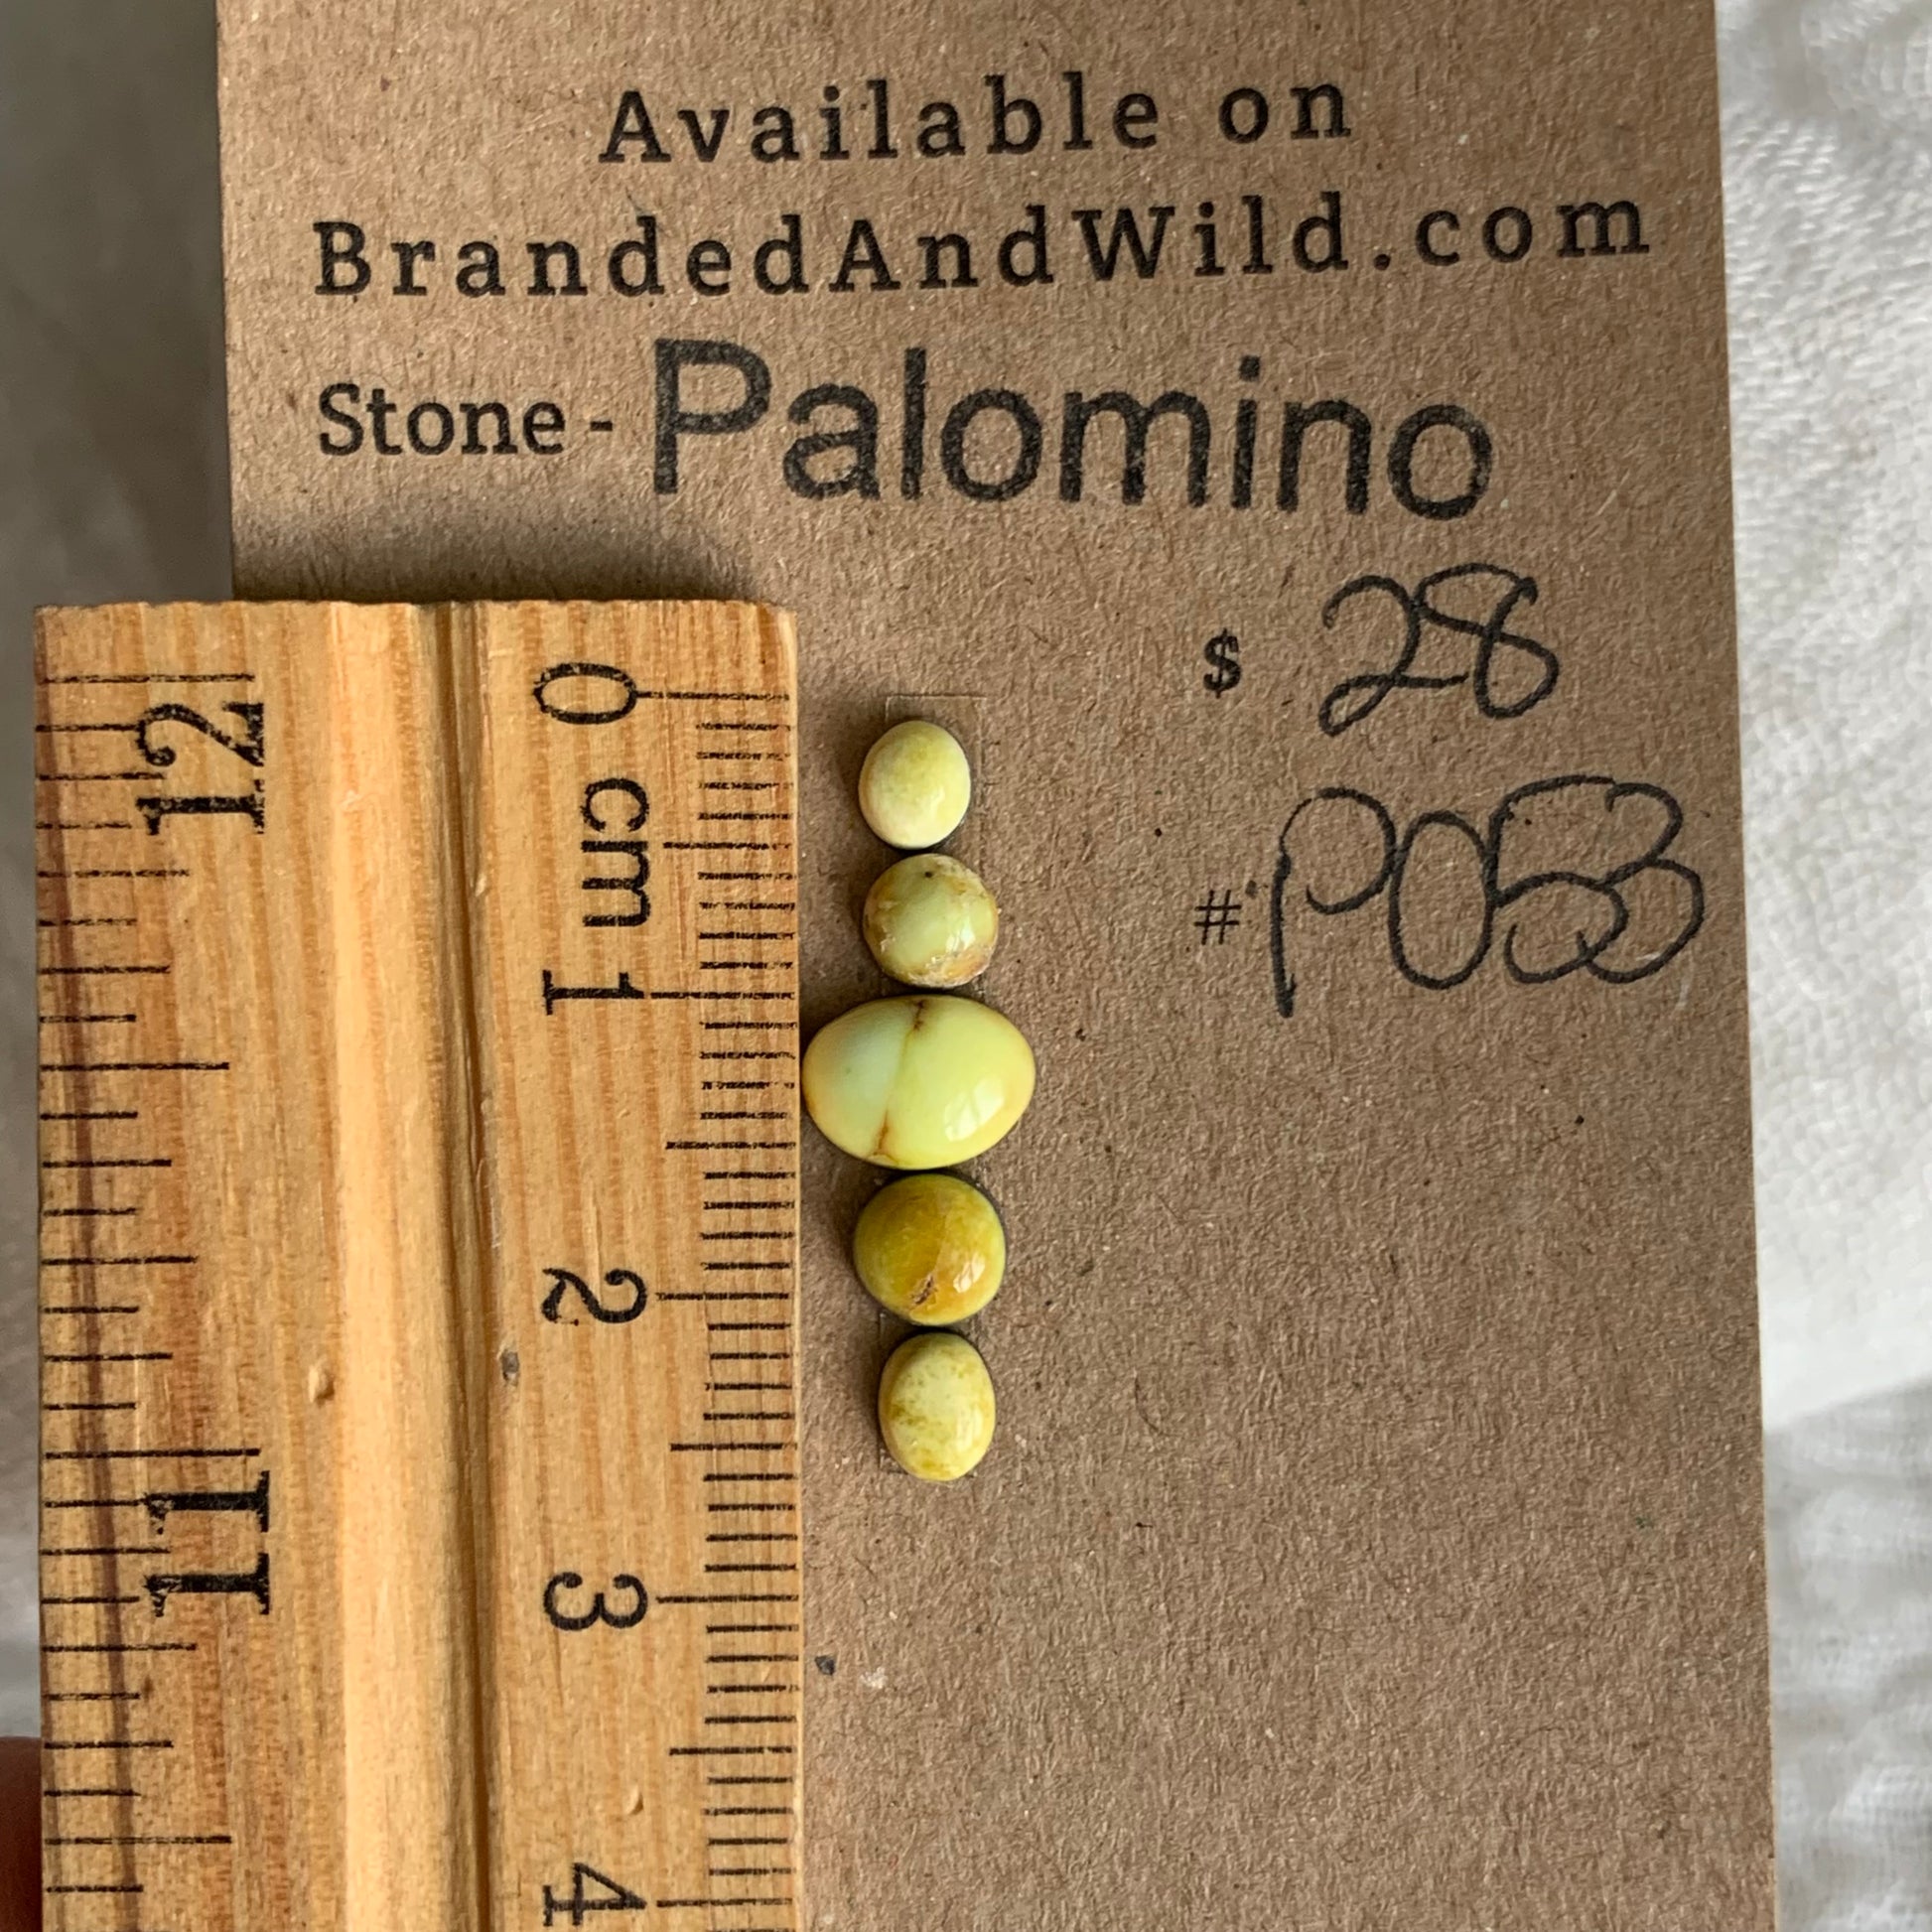 Available on
BrandedAndWild.com
Stone - Palomino
$ 28
# P053
0 cm 1 2 3 4
12 11